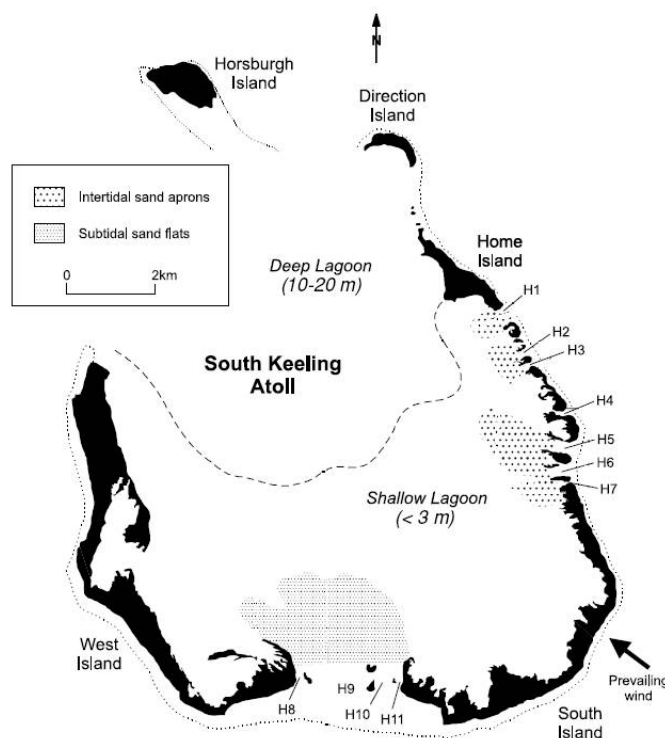 N
Horsburgh
Island
Direction
Island
Intertidal sand aprons
Subtidal sand flats
0 2km
Deep Lagoon
(10-20 m)
Home
Island
H1
H2
H3
South Keeling
Atoll
H4
H5
H6
H7
Shallow Lagoon
(< 3 m)
West
Island
Prevailing
wind
H8
H9
H10
H11
South
Island